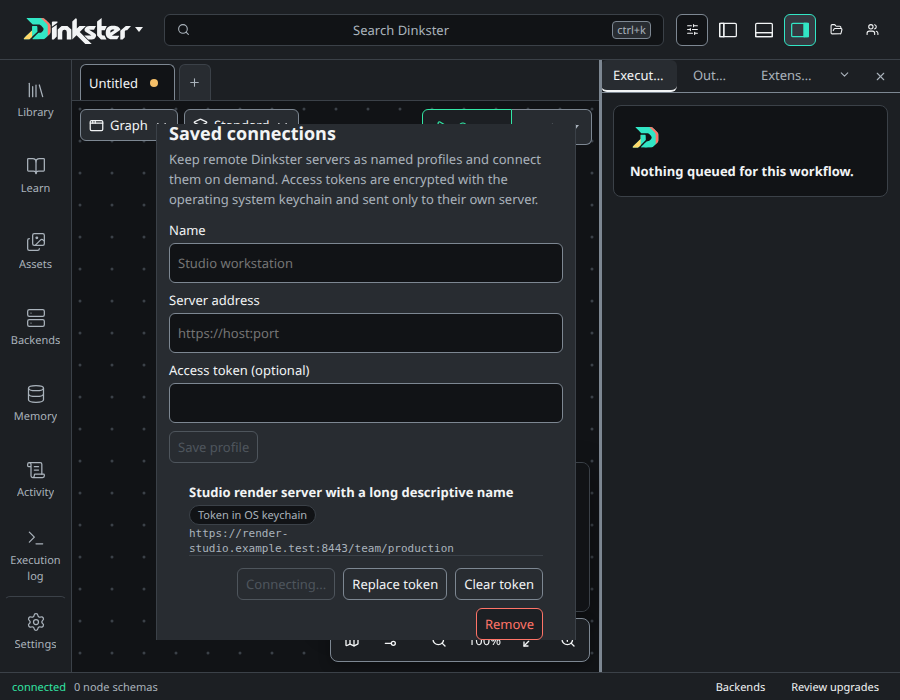 Dinkster
Search Dinkster
ctrl+k
Untitled
Execut...
Out...
Extens...
Library
Learn
Assets
Backends
Memory
Activity
Execution
log
Settings
Graph
Standard
Saved connections
Keep remote Dinkster servers as named profiles and connect
them on demand. Access tokens are encrypted with the
operating system keychain and sent only to their own server.
Name
Studio workstation
Server address
https://host:port
Access token (optional)
Save profile
Studio render server with a long descriptive name
Token in OS keychain
https://render-
studio.example.test:8443/team/production
Connecting...
Replace token
Clear token
Remove
100%
Nothing queued for this workflow.
connected
0 node schemas
Backends
Review upgrades